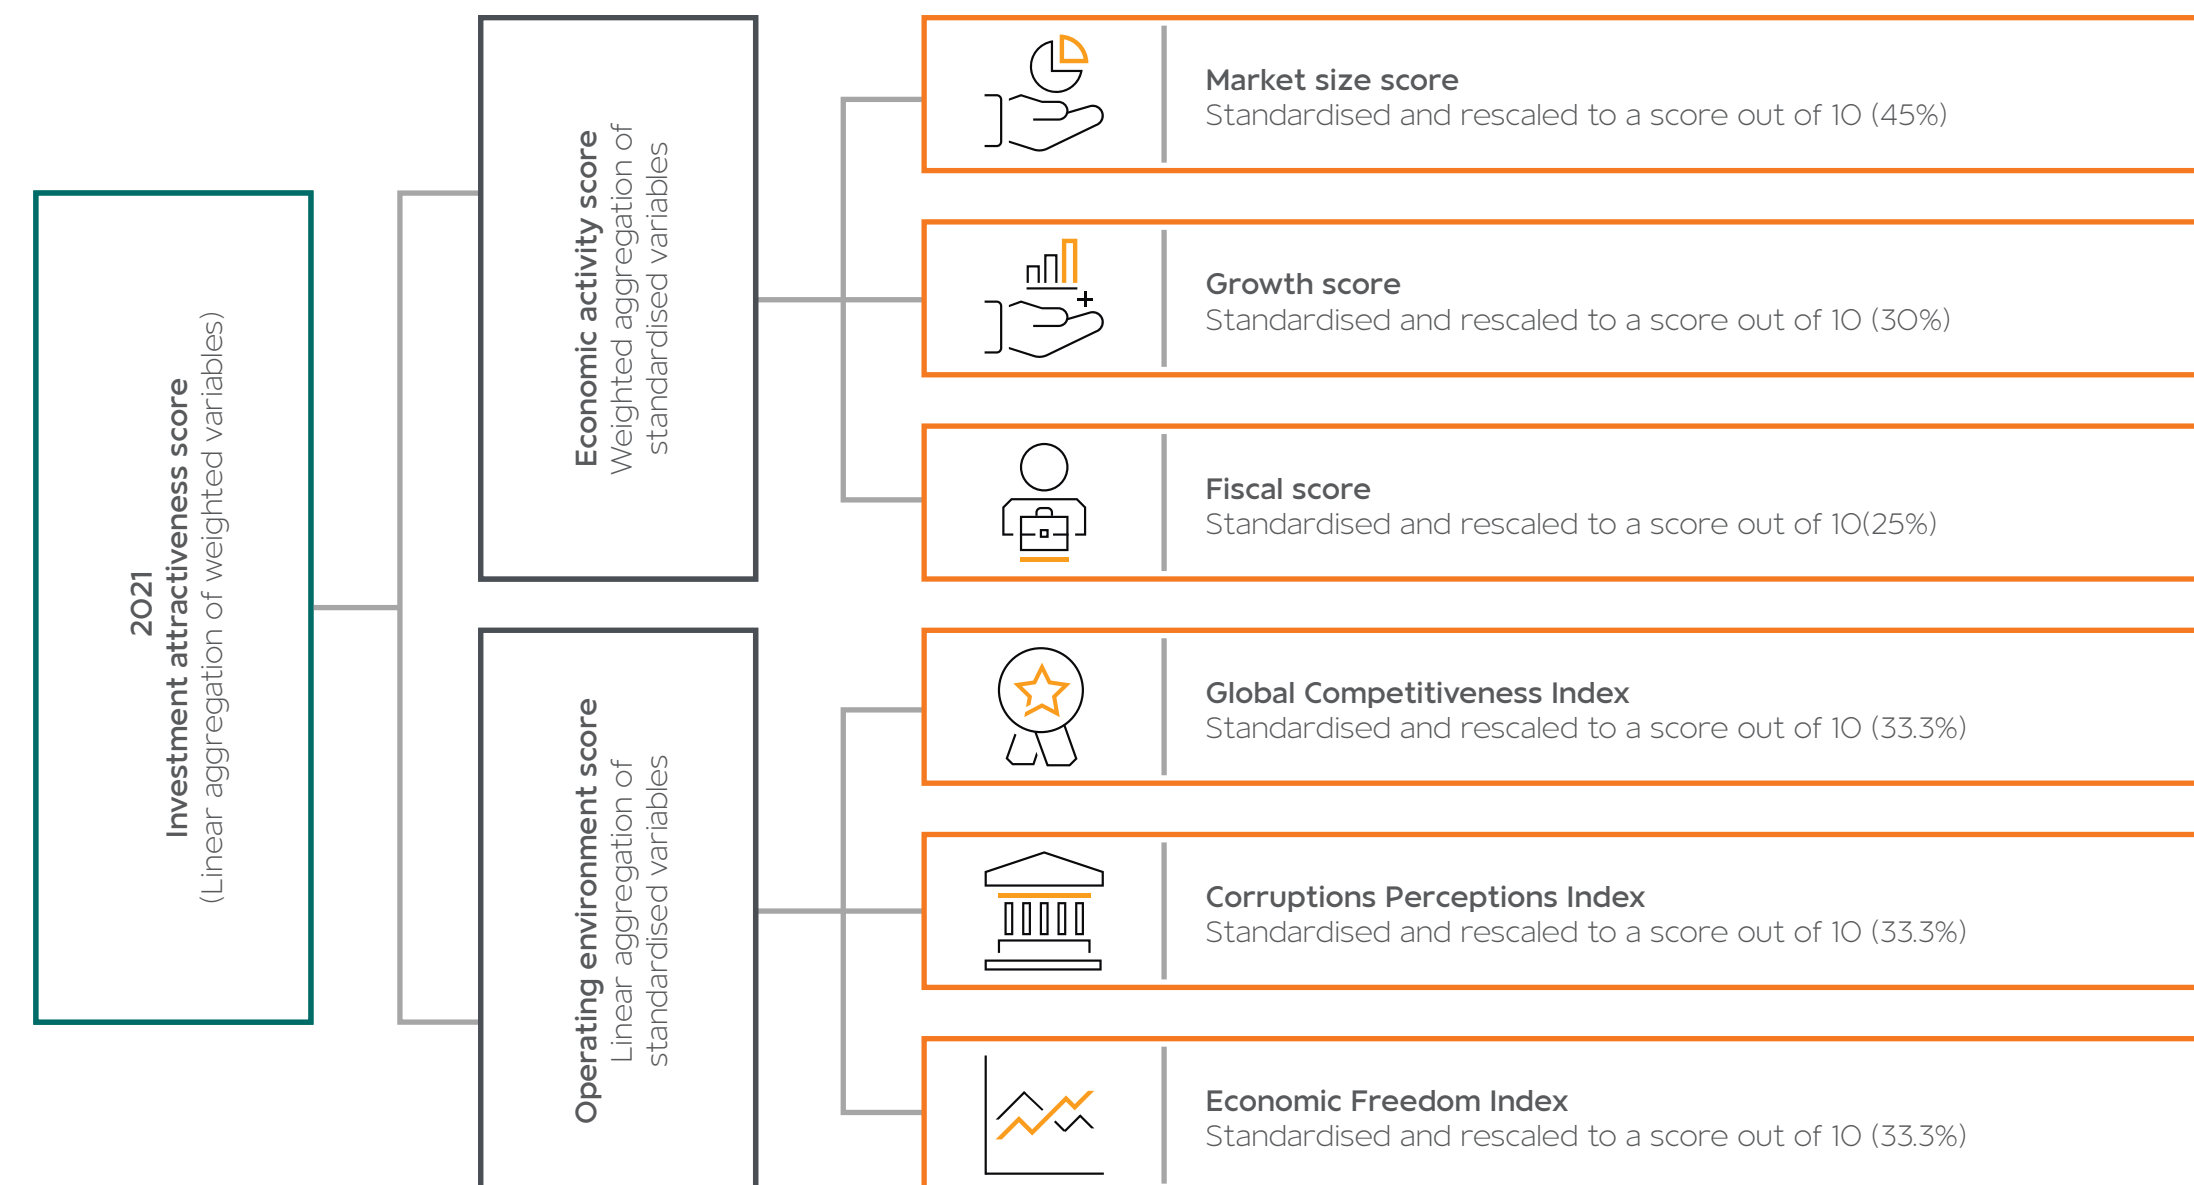 2021
Investment attractiveness score
(Linear aggregation of weighted variables)
Economic activity score
Weighted aggregation of
standardised variables
Market size score
Standardised and rescaled to a score out of 10 (45%)
Growth score
Standardised and rescaled to a score out of 10 (30%)
Fiscal score
Standardised and rescaled to a score out of 10(25%)
Operating environment score
Linear aggregation of
standardised variables
Global Competitiveness Index
Standardised and rescaled to a score out of 10 (33.3%)
Corruptions Perceptions Index
Standardised and rescaled to a score out of 10 (33.3%)
Economic Freedom Index
Standardised and rescaled to a score out of 10 (33.3%)